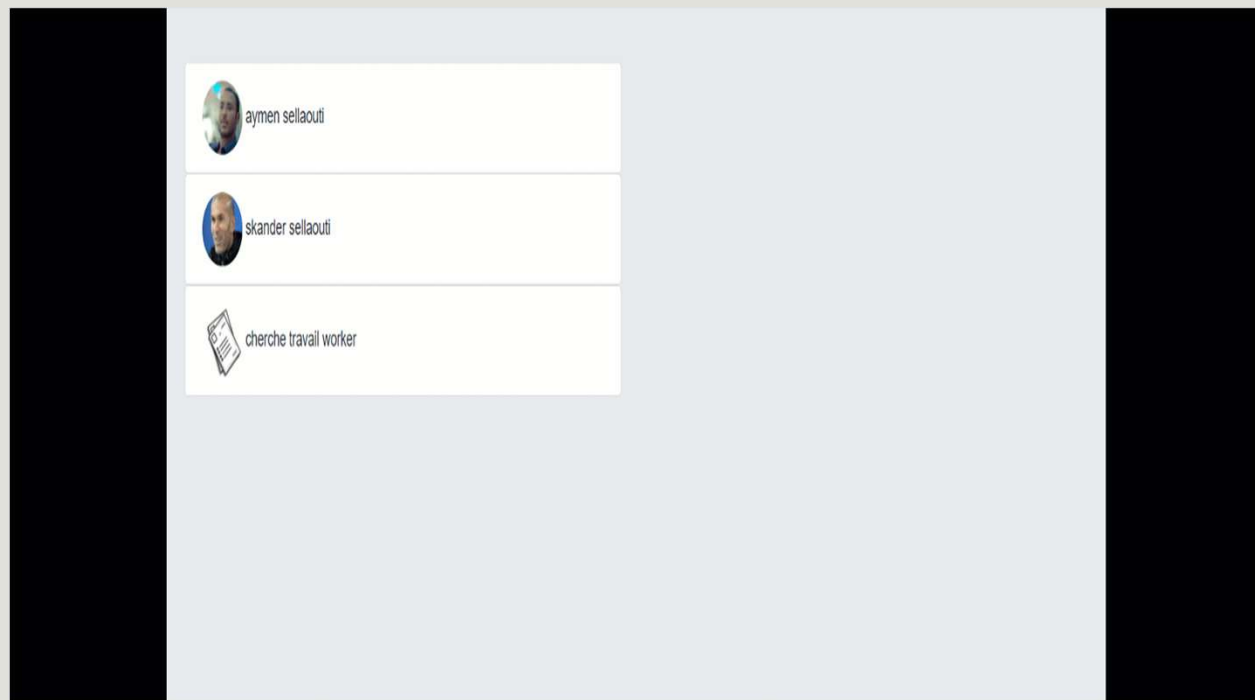 aymen sellaouti
skander sellaouti
cherche travail worker